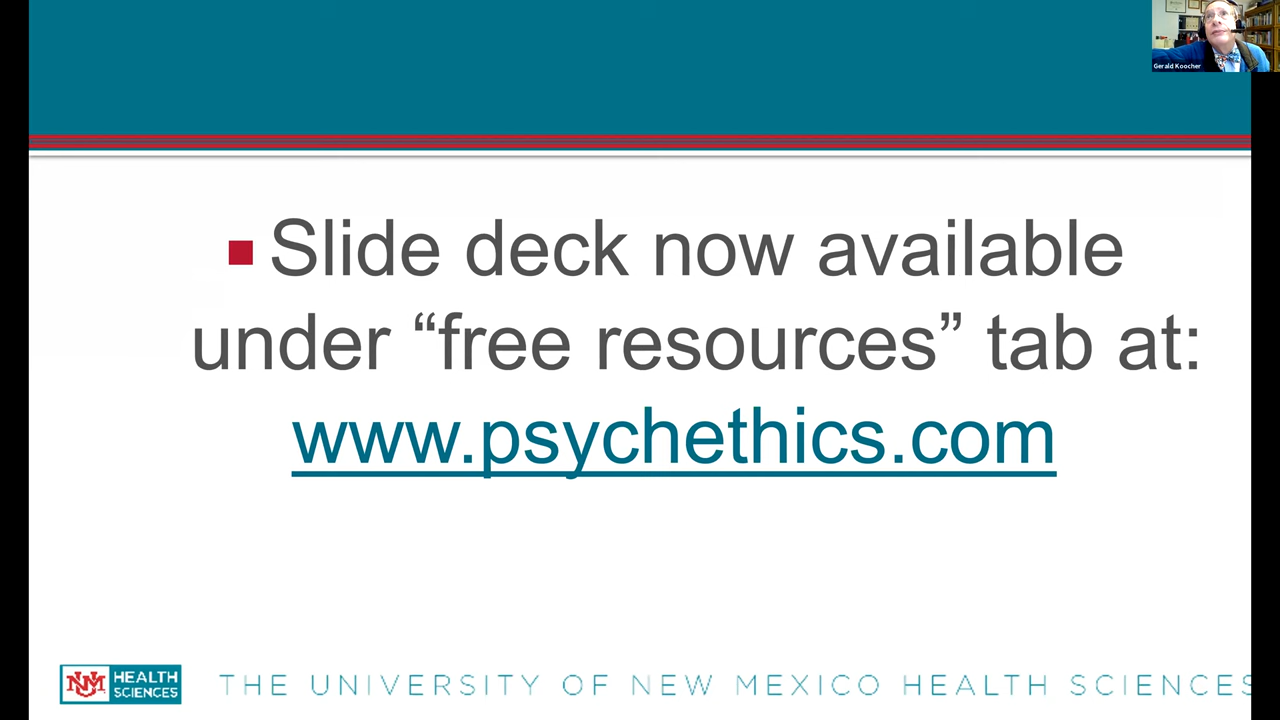 Gerald Koocher
Slide deck now available
under “free resources” tab at:
www.psychethics.com
UNM HEALTH
SCIENCES
THE UNIVERSITY OF NEW MEXICO HEALTH SCIENCES